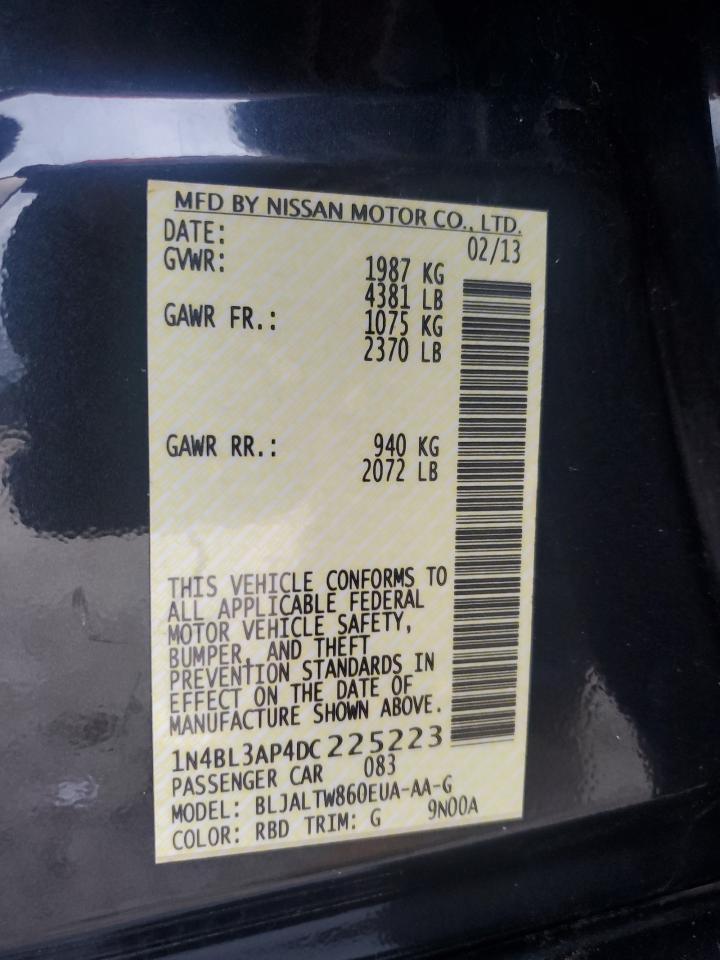 MFD BY NISSAN MOTOR CO., LTD.
DATE: 02/13
GVWR: 1987 KG
4381 LB
GAWR FR.: 1075 KG
2370 LB
GAWR RR.: 940 KG
2072 LB
THIS VEHICLE CONFORMS TO
ALL APPLICABLE FEDERAL
MOTOR VEHICLE SAFETY,
BUMPER, AND THEFT
PREVENTION STANDARDS IN
EFFECT ON THE DATE OF
MANUFACTURE SHOWN ABOVE.
1N4BL3AP4DC225223
PASSENGER CAR 083
MODEL: BLJALTW860EUA-AA-G
COLOR: RBD TRIM: G 9N00A